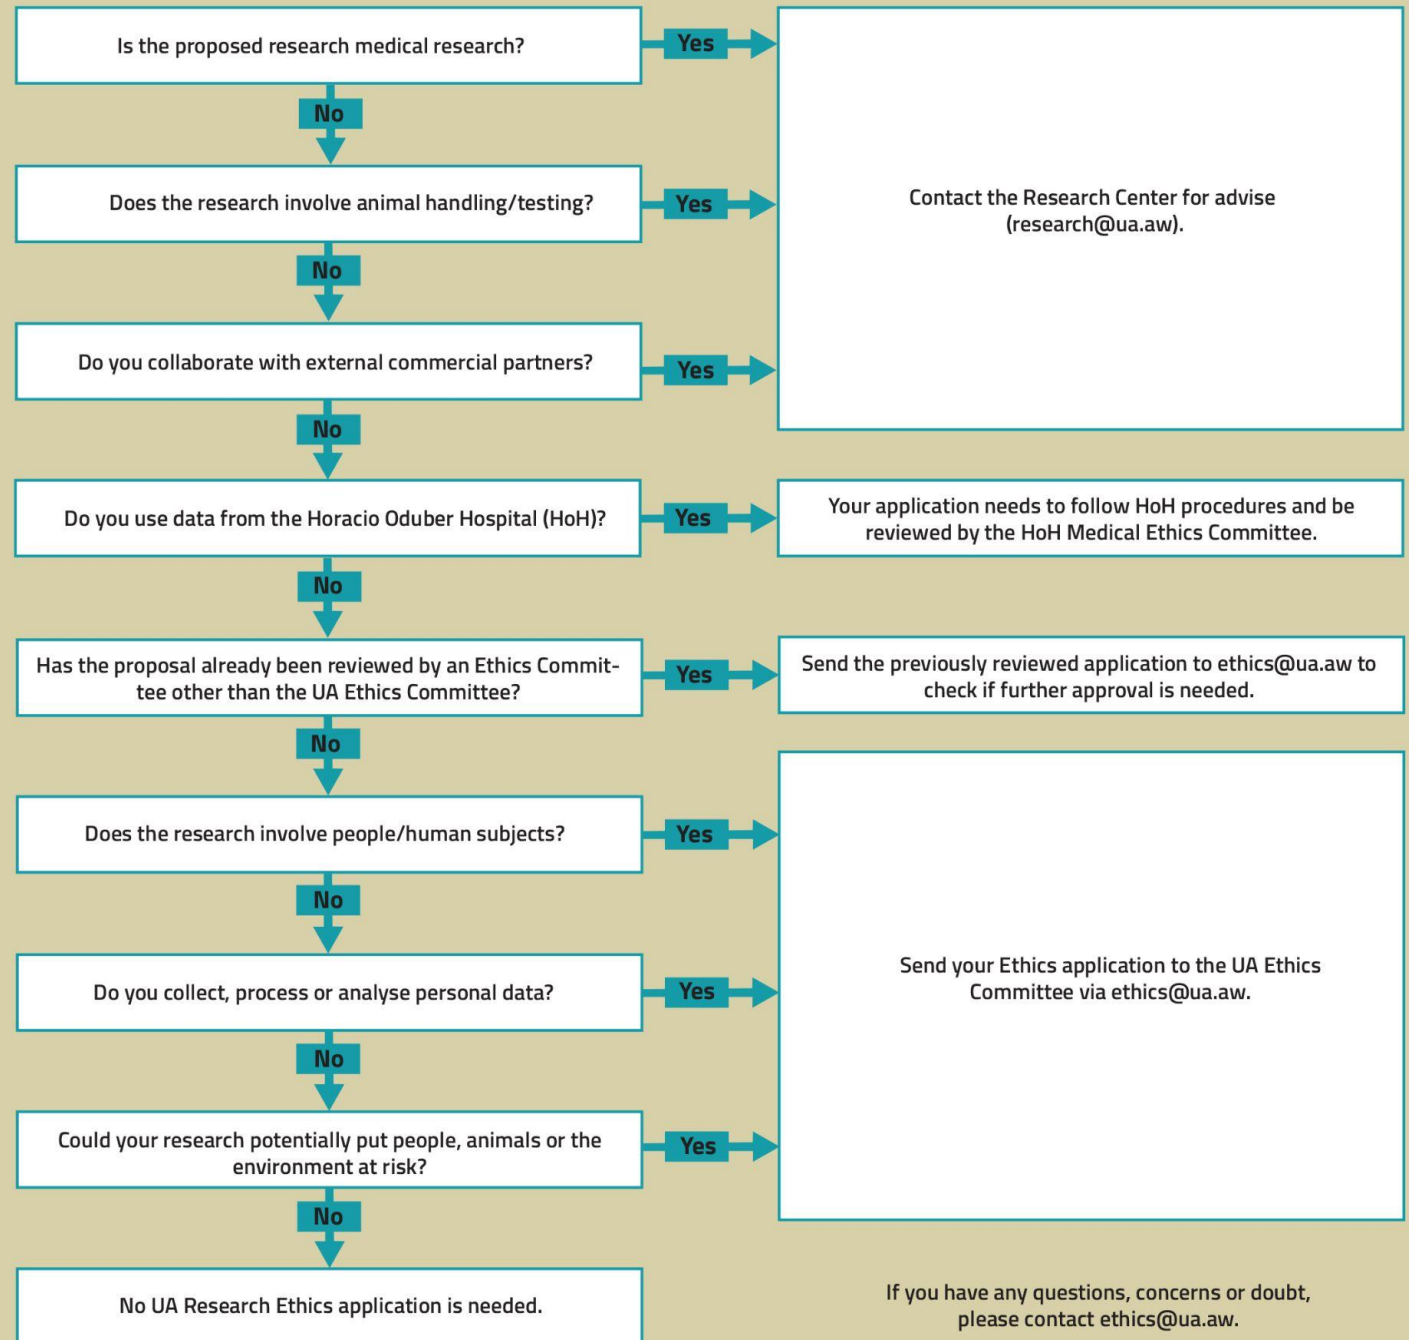 Is the proposed research medical research?
Yes
No
Does the research involve animal handling/testing?
Yes
Contact the Research Center for advise
(research@ua.aw).
No
Do you collaborate with external commercial partners?
Yes
No
Do you use data from the Horacio Oduber Hospital (HoH)?
Yes
Your application needs to follow HoH procedures and be
reviewed by the HoH Medical Ethics Committee.
No
Has the proposal already been reviewed by an Ethics Commit-
tee other than the UA Ethics Committee?
Yes
Send the previously reviewed application to ethics@ua.aw to
check if further approval is needed.
No
Does the research involve people/human subjects?
Yes
No
Do you collect, process or analyse personal data?
Yes
Send your Ethics application to the UA Ethics
Committee via ethics@ua.aw.
No
Could your research potentially put people, animals or the
environment at risk?
Yes
No
No UA Research Ethics application is needed.
If you have any questions, concerns or doubt,
please contact ethics@ua.aw.